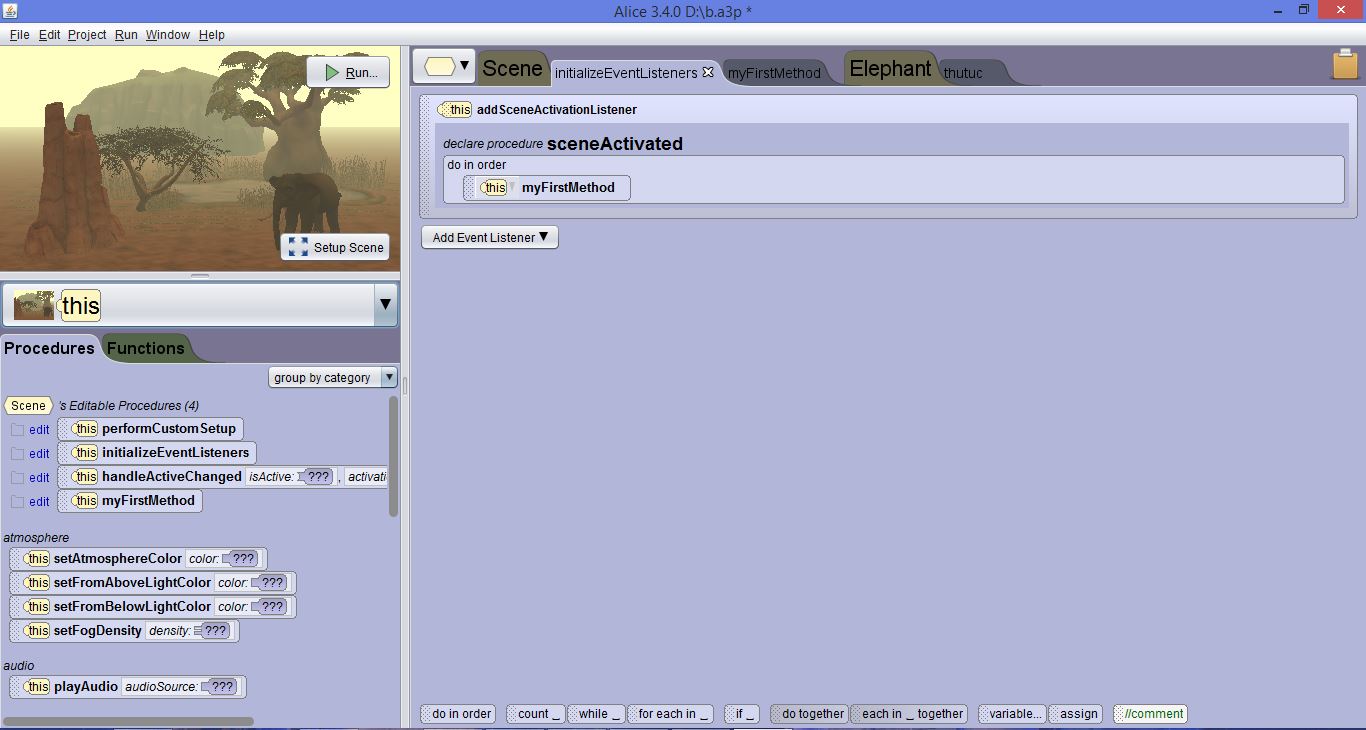 Alice 3.4.0 D:\b.a3p *
File Edit Project Run Window Help
Run...
Setup Scene
this
Procedures Functions
group by category
Scene 's Editable Procedures (4)
edit this performCustomSetup
edit this initializeEventListeners
edit this handleActiveChanged isActive: ??? , activati
edit this myFirstMethod
atmosphere
this setAtmosphereColor color: ???
this setFromAboveLightColor color: ???
this setFromBelowLightColor color: ???
this setFogDensity density: ???
audio
this playAudio audioSource: ???
Scene initializeEventListeners myFirstMethod Elephant thutuc
this addSceneActivationListener
declare procedure sceneActivated
do in order
this myFirstMethod
Add Event Listener
do in order count _ while _ for each in _ if _ do together each in _ together variable... assign //comment